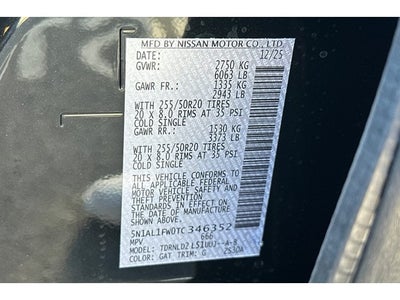 MFD BY NISSAN MOTOR CO., LTD.
DATE: 12/25
GVWR: 2750 KG
6063 LB
GAWR FR.: 1335 KG
2943 LB
WITH 255/50R20 TIRES
20 x 8.0 RIMS AT 35 PSI
COLD SINGLE
GAWR RR.: 1530 KG
3373 LB
WITH 255/50R20 TIRES
20 x 8.0 RIMS AT 35 PSI
COLD SINGLE
THIS VEHICLE CONFORMS TO ALL
APPLICABLE FEDERAL
MOTOR VEHICLE SAFETY AND
THEFT PREVENTION STANDARDS
IN EFFECT ON THE DATE OF
MANUFACTURE SHOWN ABOVE.
5N1AL1FW0TC346352
MPV 666
MODEL:
COLOR: GAT TRIM: G